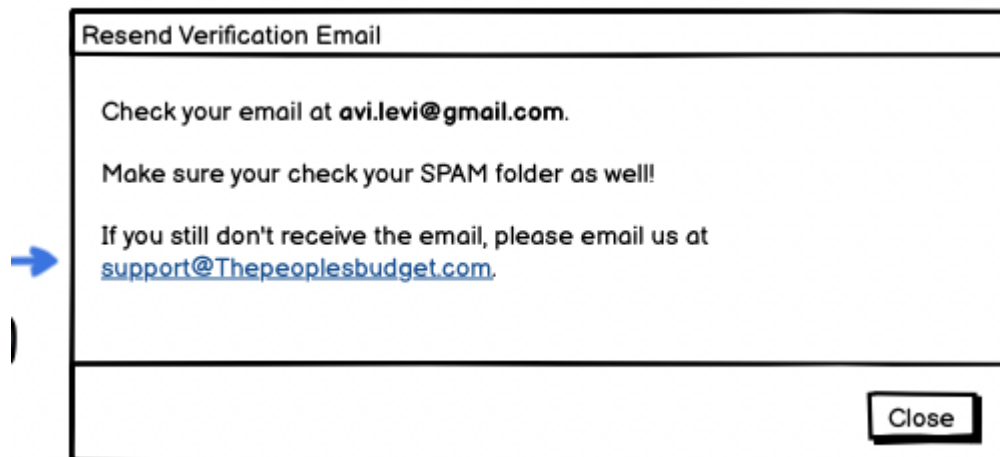 Resend Verification Email
Check your email at avi.levi@gmail.com.
Make sure your check your SPAM folder as well!
If you still don't receive the email, please email us at
support@Thepeoplesbudget.com.
Close